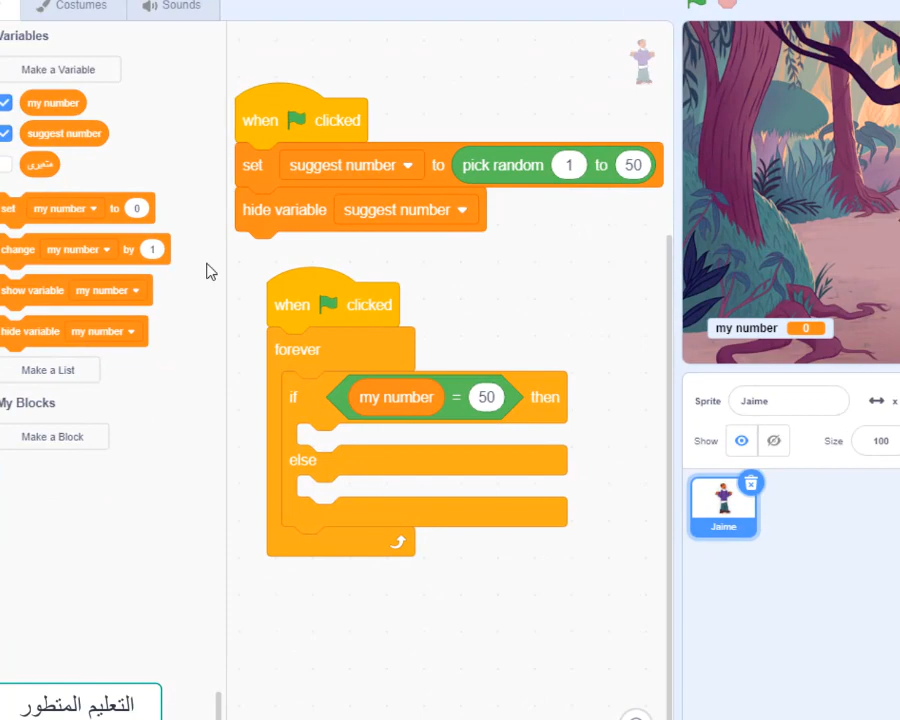 Costumes
Sounds
Variables
Make a Variable
my number
suggest number
متغيري
set my number to 0
change my number by 1
show variable my number
hide variable my number
Make a List
My Blocks
Make a Block
when clicked
set suggest number to pick random 1 to 50
hide variable suggest number
when clicked
forever
if my number = 50 then
else
my number 0
Sprite Jaime x
Show Size 100
Jaime
التعليم المتطور